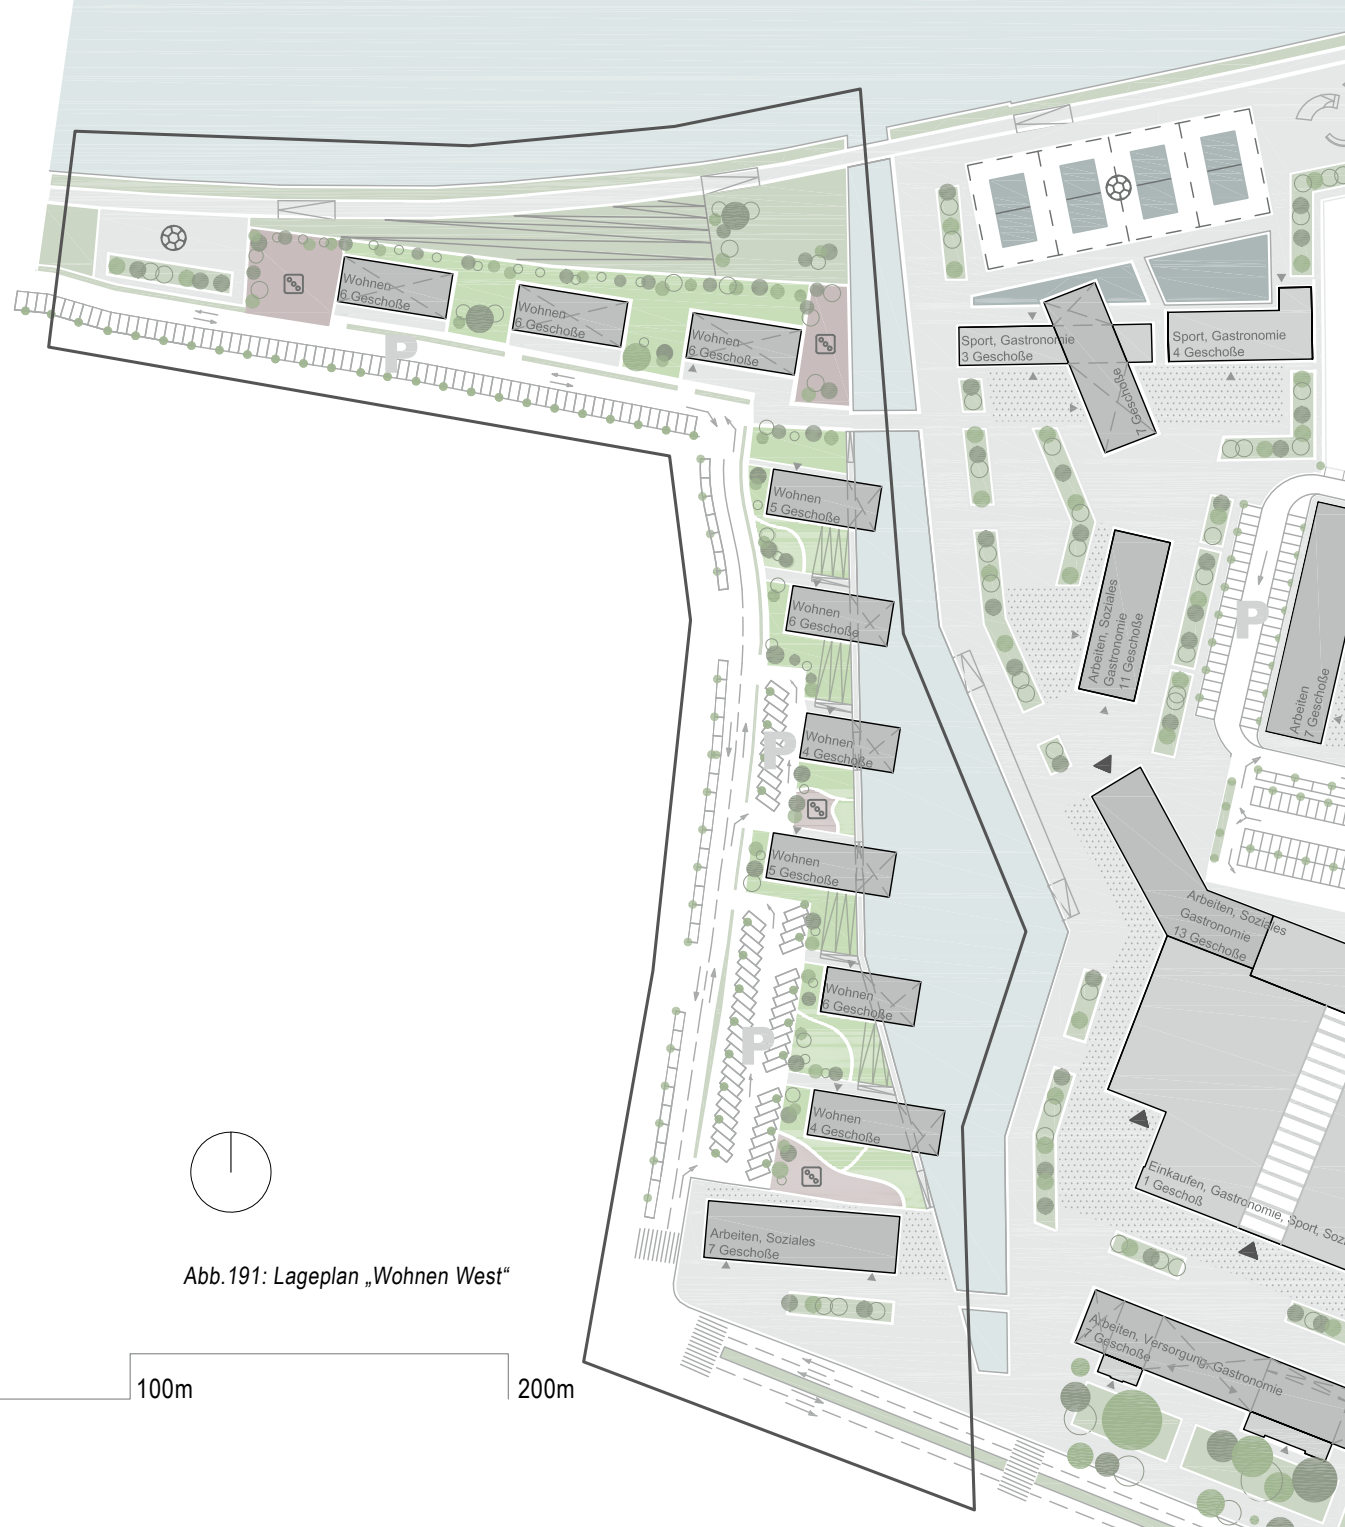 Wohnen
6 Geschoße
Wohnen
6 Geschoße
Wohnen
6 Geschoße
P
Sport, Gastronomie
3 Geschoße
7 Geschoße
Sport, Gastronomie
4 Geschoße
Wohnen
5 Geschoße
Wohnen
6 Geschoße
Wohnen
4 Geschoße
P
Wohnen
5 Geschoße
Wohnen
6 Geschoße
P
Wohnen
4 Geschoße
Arbeiten, Soziales
7 Geschoße
Arbeiten, Soziales
Gastronomie
11 Geschoße
P
Arbeiten
7 Geschoße
Arbeiten, Soziales
Gastronomie
13 Geschoße
Einkaufen, Gastronomie, Sport, Soz
1 Geschoß
Arbeiten, Versorgung, Gastronomie
7 Geschoße
Abb.191: Lageplan „Wohnen West“
100m
200m